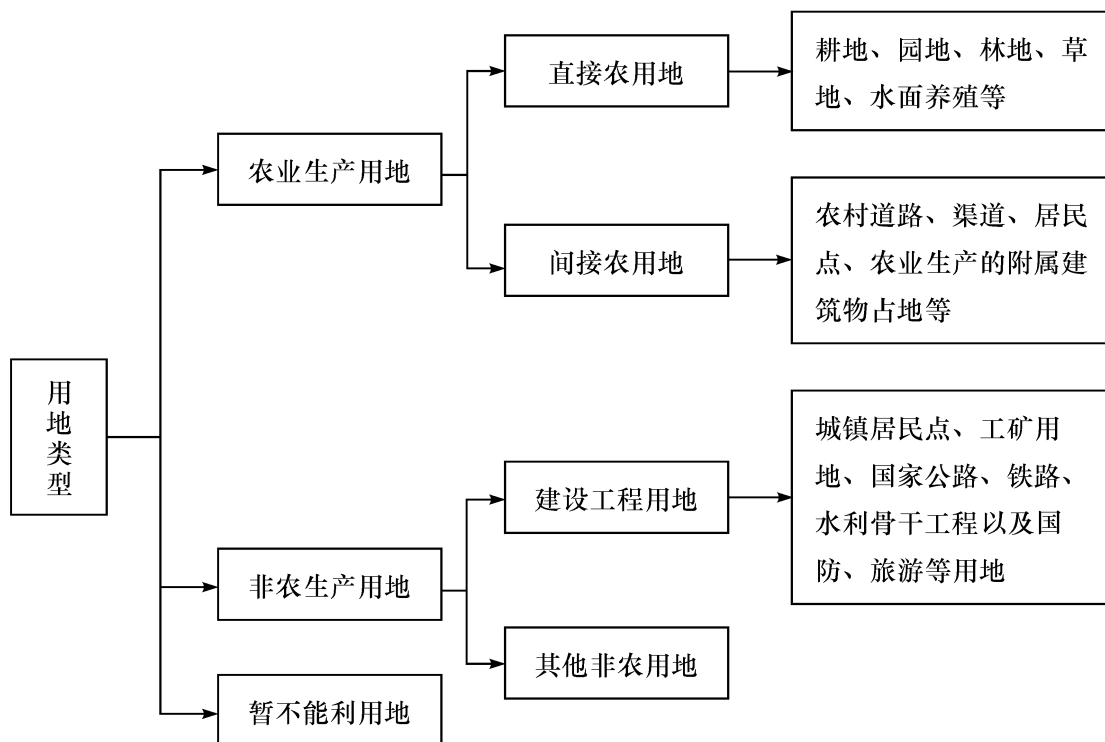 用地类型
农业生产用地
直接农用地
耕地、园地、林地、草
地、水面养殖等
间接农用地
农村道路、渠道、居民
点、农业生产的附属建
筑物占地等
非农生产用地
建设工程用地
城镇居民点、工矿用
地、国家公路、铁路、
水利骨干工程以及国
防、旅游等用地
其他非农用地
暂不能利用地